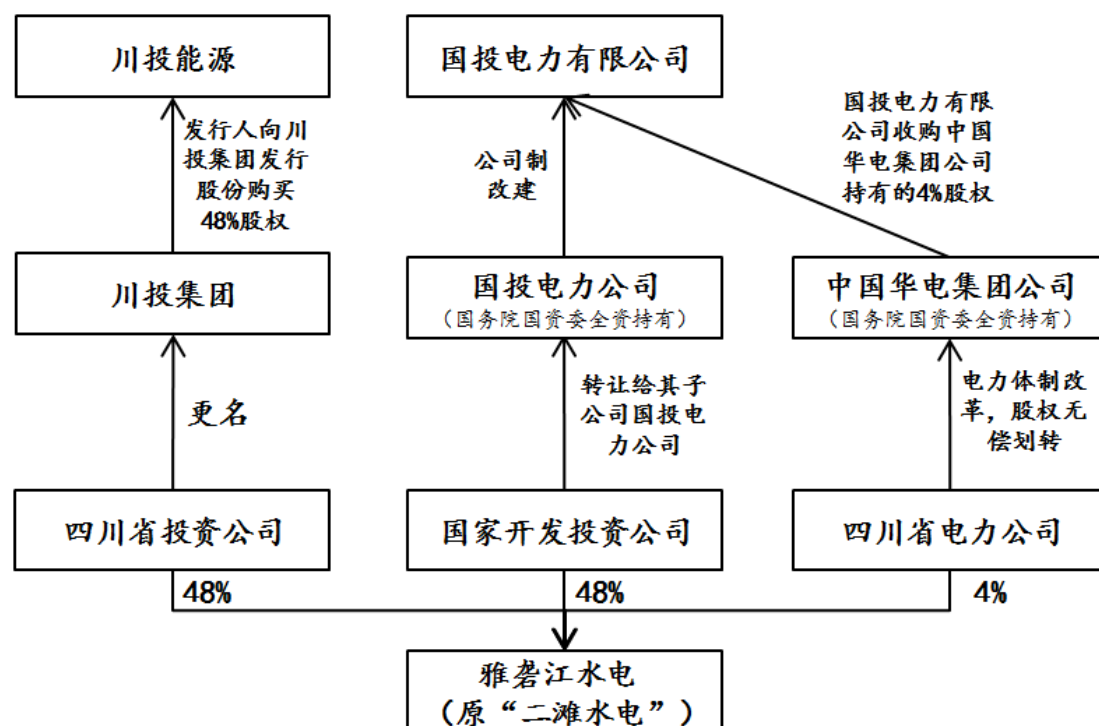 川投能源
国投电力有限公司
发行人向川
投集团发行
股份购买
48%股权
公司制
改建
国投电力有限
公司收购中国
华电集团公司
持有的4%股权
川投集团
国投电力公司
（国务院国资委全资持有）
中国华电集团公司
（国务院国资委全资持有）
更名
转让给其子
公司国投电
力公司
电力体制改
革，股权无
偿划转
四川省投资公司
国家开发投资公司
四川省电力公司
48%
48%
4%
雅砻江水电
（原“二滩水电”）